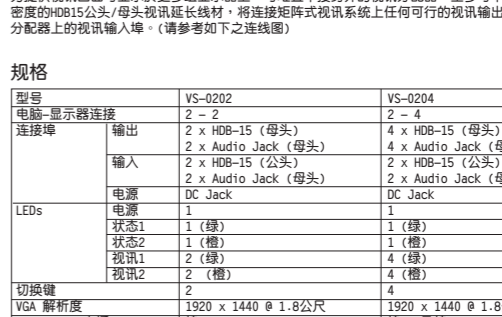 密度的HDB15公头/母头视讯延长线材，将连接矩阵式视讯系统上任何可行的视讯输出
分配器上的视讯输入埠。(请参考如下之连线图)
规格
型号 VS-0202 VS-0204
电脑-显示器连接 2 - 2 2 - 4
连接埠 输出 2 x HDB-15 (母头) 4 x HDB-15 (母头)
2 x Audio Jack (母头) 4 x Audio Jack (母
输入 2 x HDB-15 (公头) 2 x HDB-15 (公头)
2 x Audio Jack (母头) 2 x Audio Jack (母
电源 DC Jack DC Jack
LEDs 电源 1 1
状态1 1 (绿) 1 (绿)
状态2 1 (橙) 1 (橙)
视讯1 2 (绿) 4 (绿)
视讯2 2 (橙) 4 (橙)
切换键 2 4
VGA 解析度 1920 x 1440 @ 1.8公尺 1920 x 1440 @ 1.8